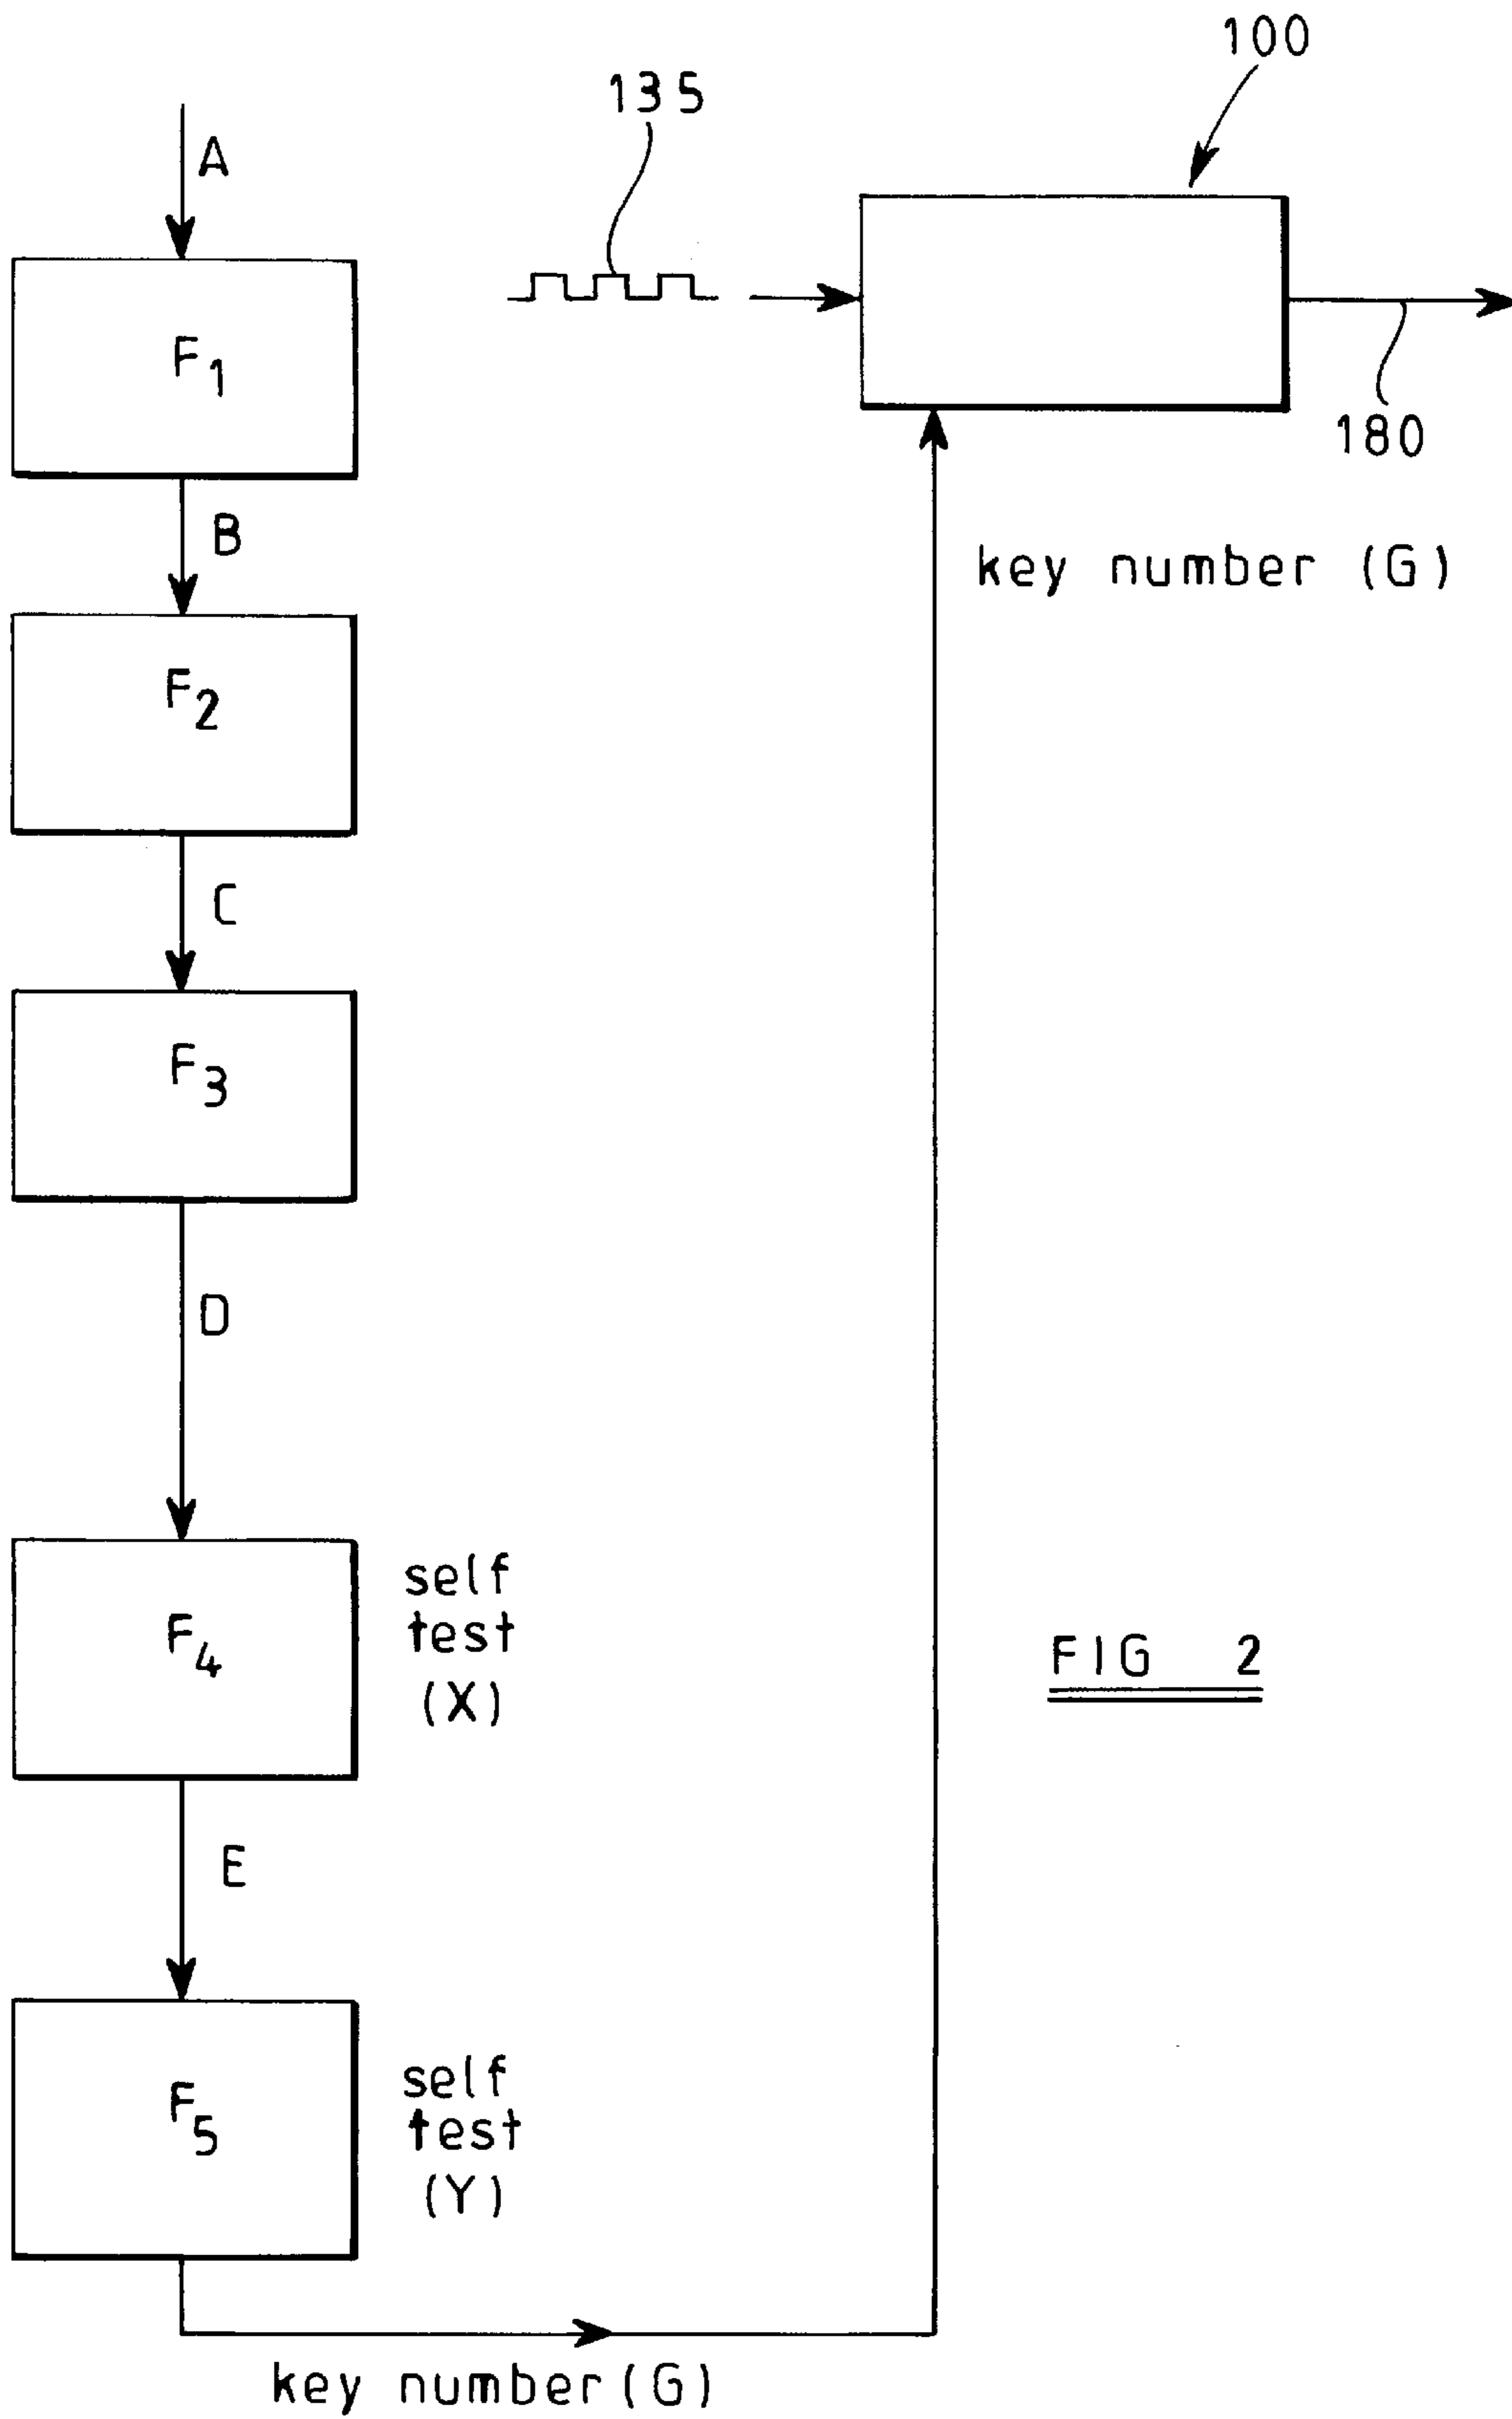 100
135
A
F1
180
B
key number (G)
F2
C
F3
D
self
test
(X)
F4
FIG 2
E
self
test
(Y)
F5
key number (G)